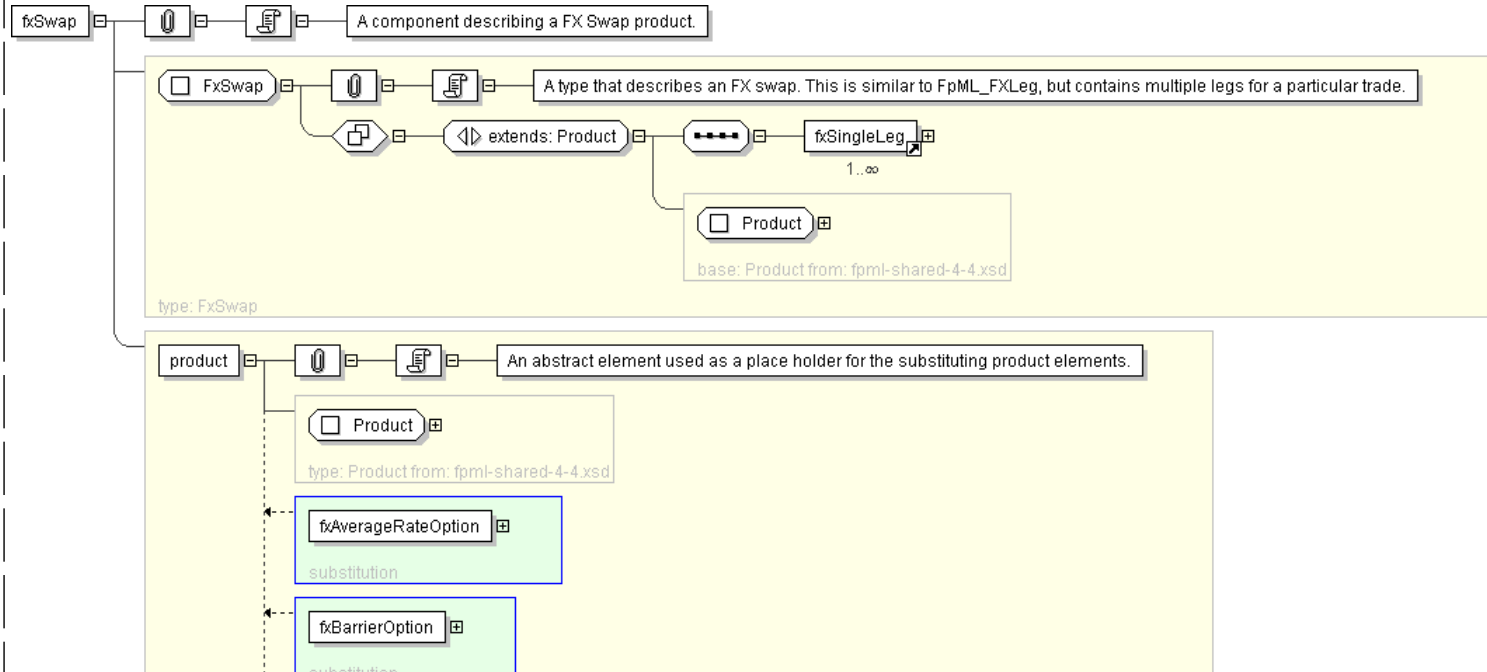 fxSwap
A component describing a FX Swap product.
FxSwap
A type that describes an FX swap. This is similar to FpML_FXLeg, but contains multiple legs for a particular trade.
extends: Product
fxSingleLeg
1..∞
Product
base: Product from: fpml-shared-4-4.xsd
type: FxSwap
product
An abstract element used as a place holder for the substituting product elements.
Product
type: Product from: fpml-shared-4-4.xsd
fxAverageRateOption
substitution
fxBarrierOption
substitution